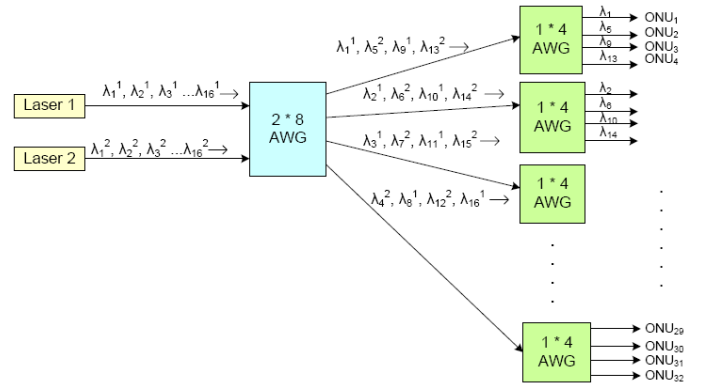 Laser 1
Laser 2
λ₁¹, λ₂¹, λ₃¹ ...λ₁₆¹ →
λ₁², λ₂², λ₃² ...λ₁₆² →
2 * 8
AWG
λ₁¹, λ₅², λ₉¹, λ₁₃² →
λ₂¹, λ₆², λ₁₀¹, λ₁₄² →
λ₃¹, λ₇², λ₁₁¹, λ₁₅² →
λ₄², λ₈¹, λ₁₂², λ₁₆¹ →
1 * 4
AWG
λ₁ ONU₁
λ₅ ONU₂
λ₉ ONU₃
λ₁₃ ONU₄
1 * 4
AWG
λ₂
λ₆
λ₁₀
λ₁₄
1 * 4
AWG
1 * 4
AWG
ONU₂₉
ONU₃₀
ONU₃₁
ONU₃₂